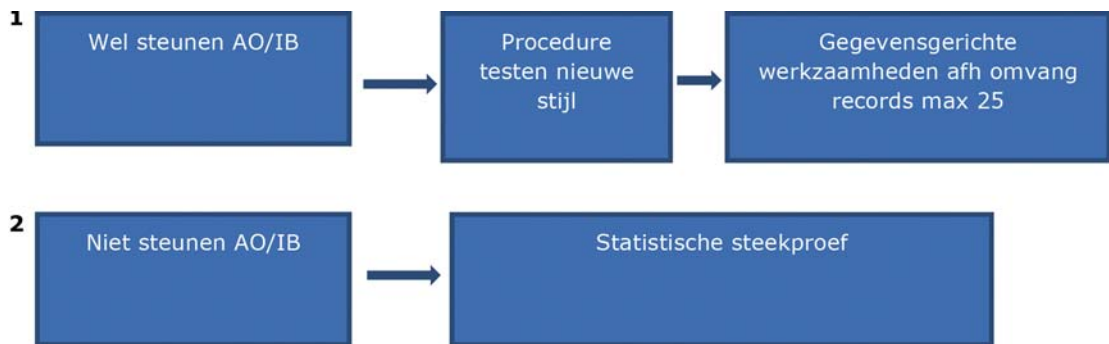 1
Wel steunen AO/IB
Procedure
testen nieuwe
stijl
Gegevensgerichte
werkzaamheden afh omvang
records max 25
2
Niet steunen AO/IB
Statistische steekproef